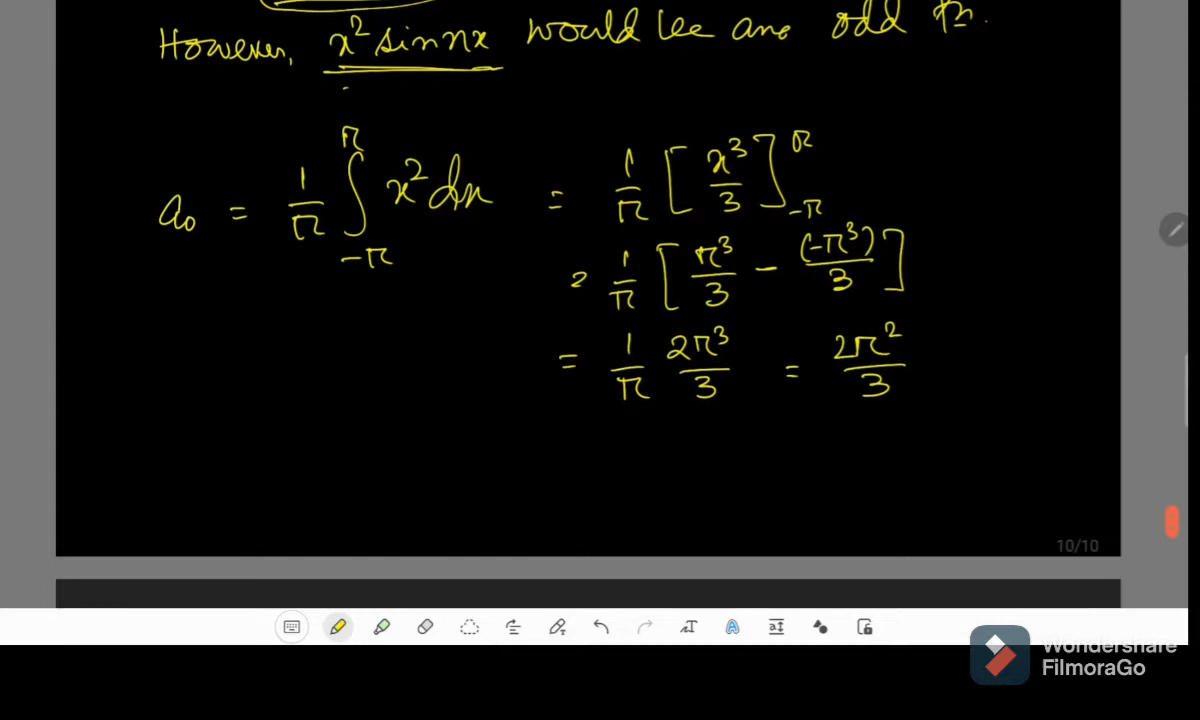 However, x² sin nx would be an odd fn.
a₀ = 1/π ∫_{-π}^{π} x² dx = 1/π [x³/3]_{-π}^{π}
= 1/π [π³/3 - (-π³)/3]
= 1/π 2π³/3 = 2π²/3
10/10
Wondershare
FilmoraGo